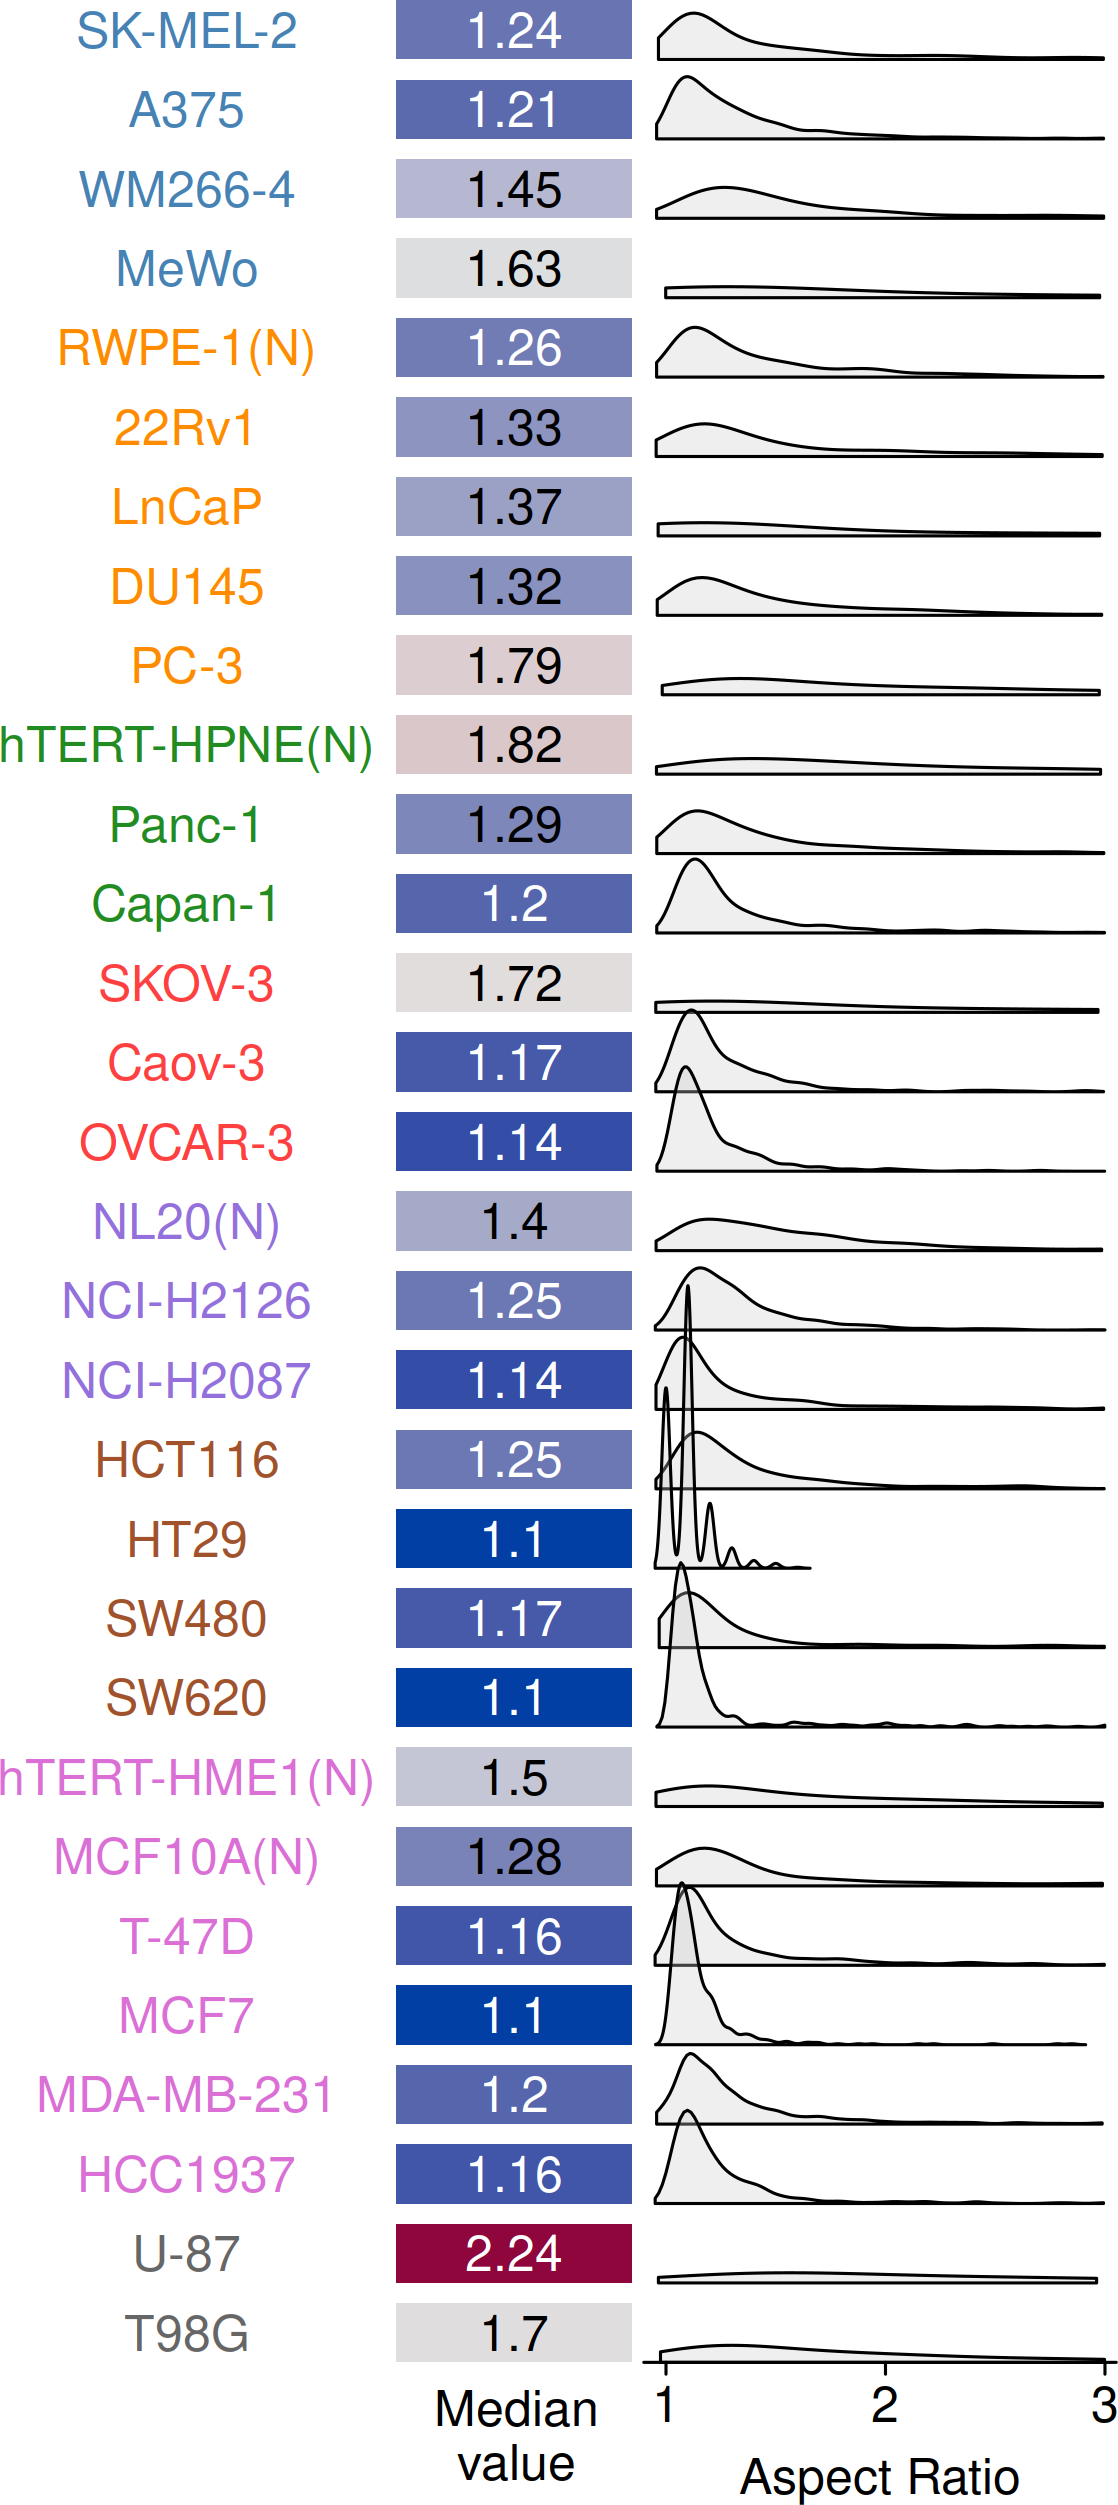 SK-MEL-2 1.24
A375 1.21
WM266-4 1.45
MeWo 1.63
RWPE-1(N) 1.26
22Rv1 1.33
LnCaP 1.37
DU145 1.32
PC-3 1.79
hTERT-HPNE(N) 1.82
Panc-1 1.29
Capan-1 1.2
SKOV-3 1.72
Caov-3 1.17
OVCAR-3 1.14
NL20(N) 1.4
NCI-H2126 1.25
NCI-H2087 1.14
HCT116 1.25
HT29 1.1
SW480 1.17
SW620 1.1
hTERT-HME1(N) 1.5
MCF10A(N) 1.28
T-47D 1.16
MCF7 1.1
MDA-MB-231 1.2
HCC1937 1.16
U-87 2.24
T98G 1.7
1 2 3
Median
value
Aspect Ratio